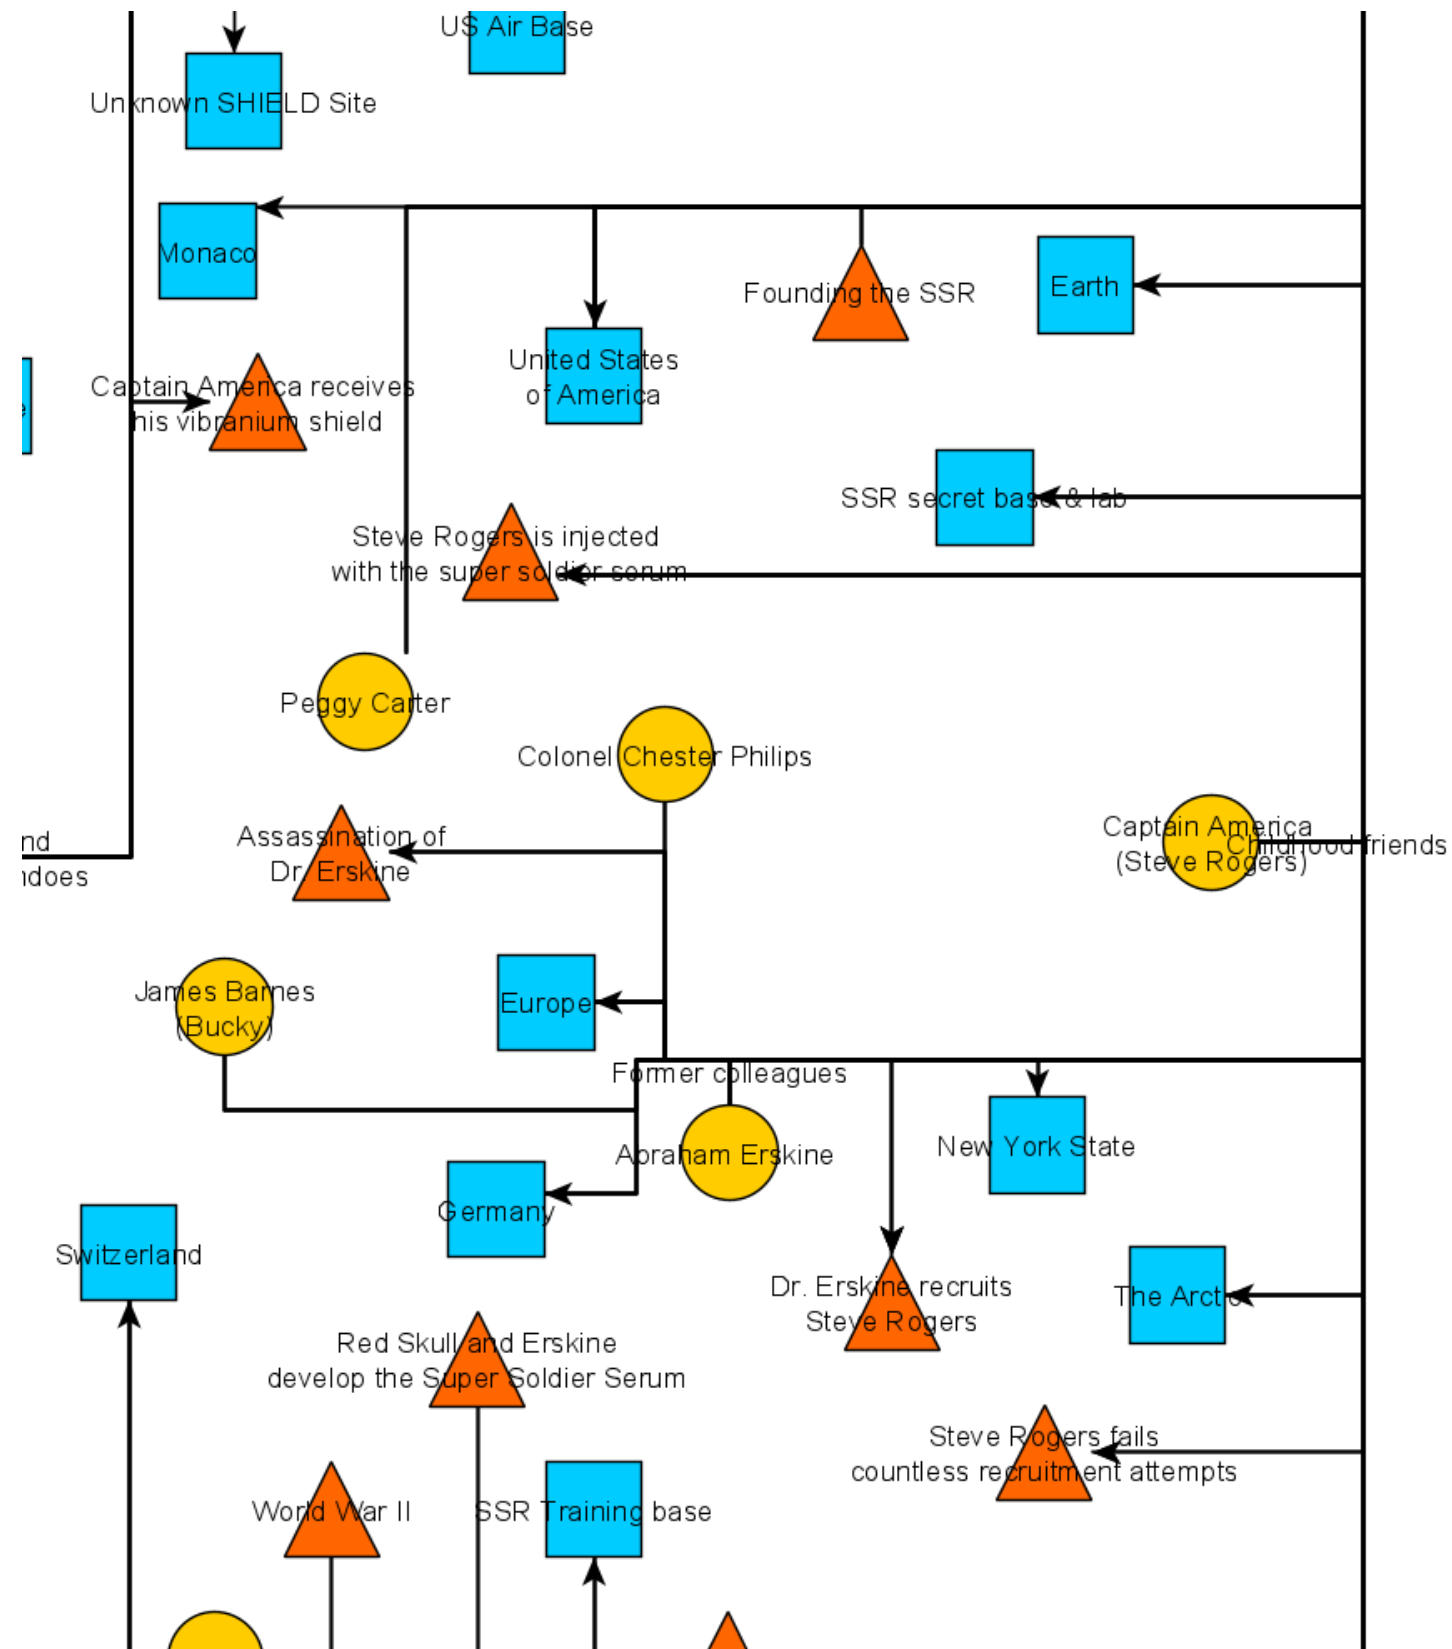 US Air Base
Unknown SHIELD Site
Monaco
Founding the SSR
Earth
United States
of America
Captain America receives
his vibranium shield
SSR secret base & lab
Steve Rogers is injected
with the super soldier serum
Peggy Carter
Colonel Chester Philips
Assassination of
Dr. Erskine
Captain America
(Steve Rogers)
Childhood friends
nd
ndoes
James Barnes
(Bucky)
Europe
Former colleagues
Abraham Erskine
New York State
Germany
Switzerland
Dr. Erskine recruits
Steve Rogers
The Arctic
Red Skull and Erskine
develop the Super Soldier Serum
Steve Rogers fails
countless recruitment attempts
World War II
SSR Training base